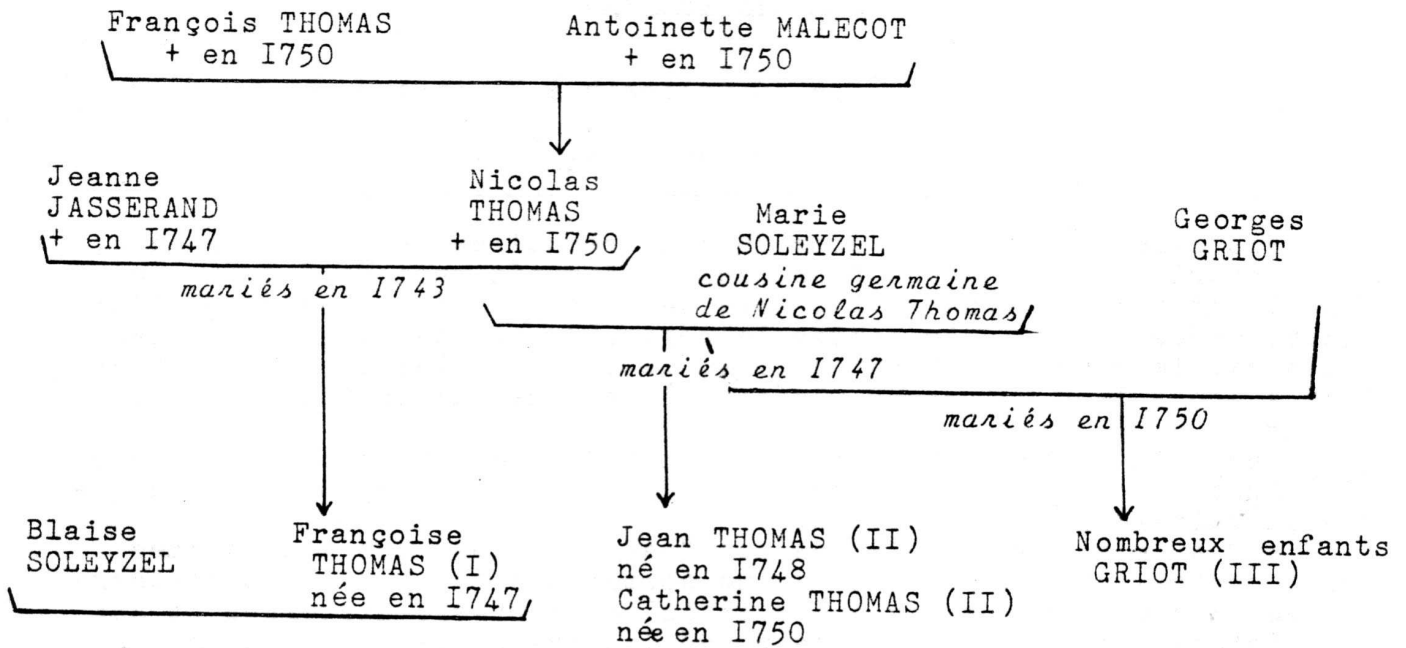 François THOMAS
+ en I750
Antoinette MALECOT
+ en I750
Jeanne
JASSERAND
+ en I747
Nicolas
THOMAS
+ en I750
Marie
SOLEYZEL
cousine germaine
de Nicolas Thomas
Georges
GRIOT
mariés en I743
mariés en I747
mariés en I750
Blaise
SOLEYZEL
Françoise
THOMAS (I)
née en I747
Jean THOMAS (II)
né en I748
Catherine THOMAS (II)
née en I750
Nombreux enfants
GRIOT (III)